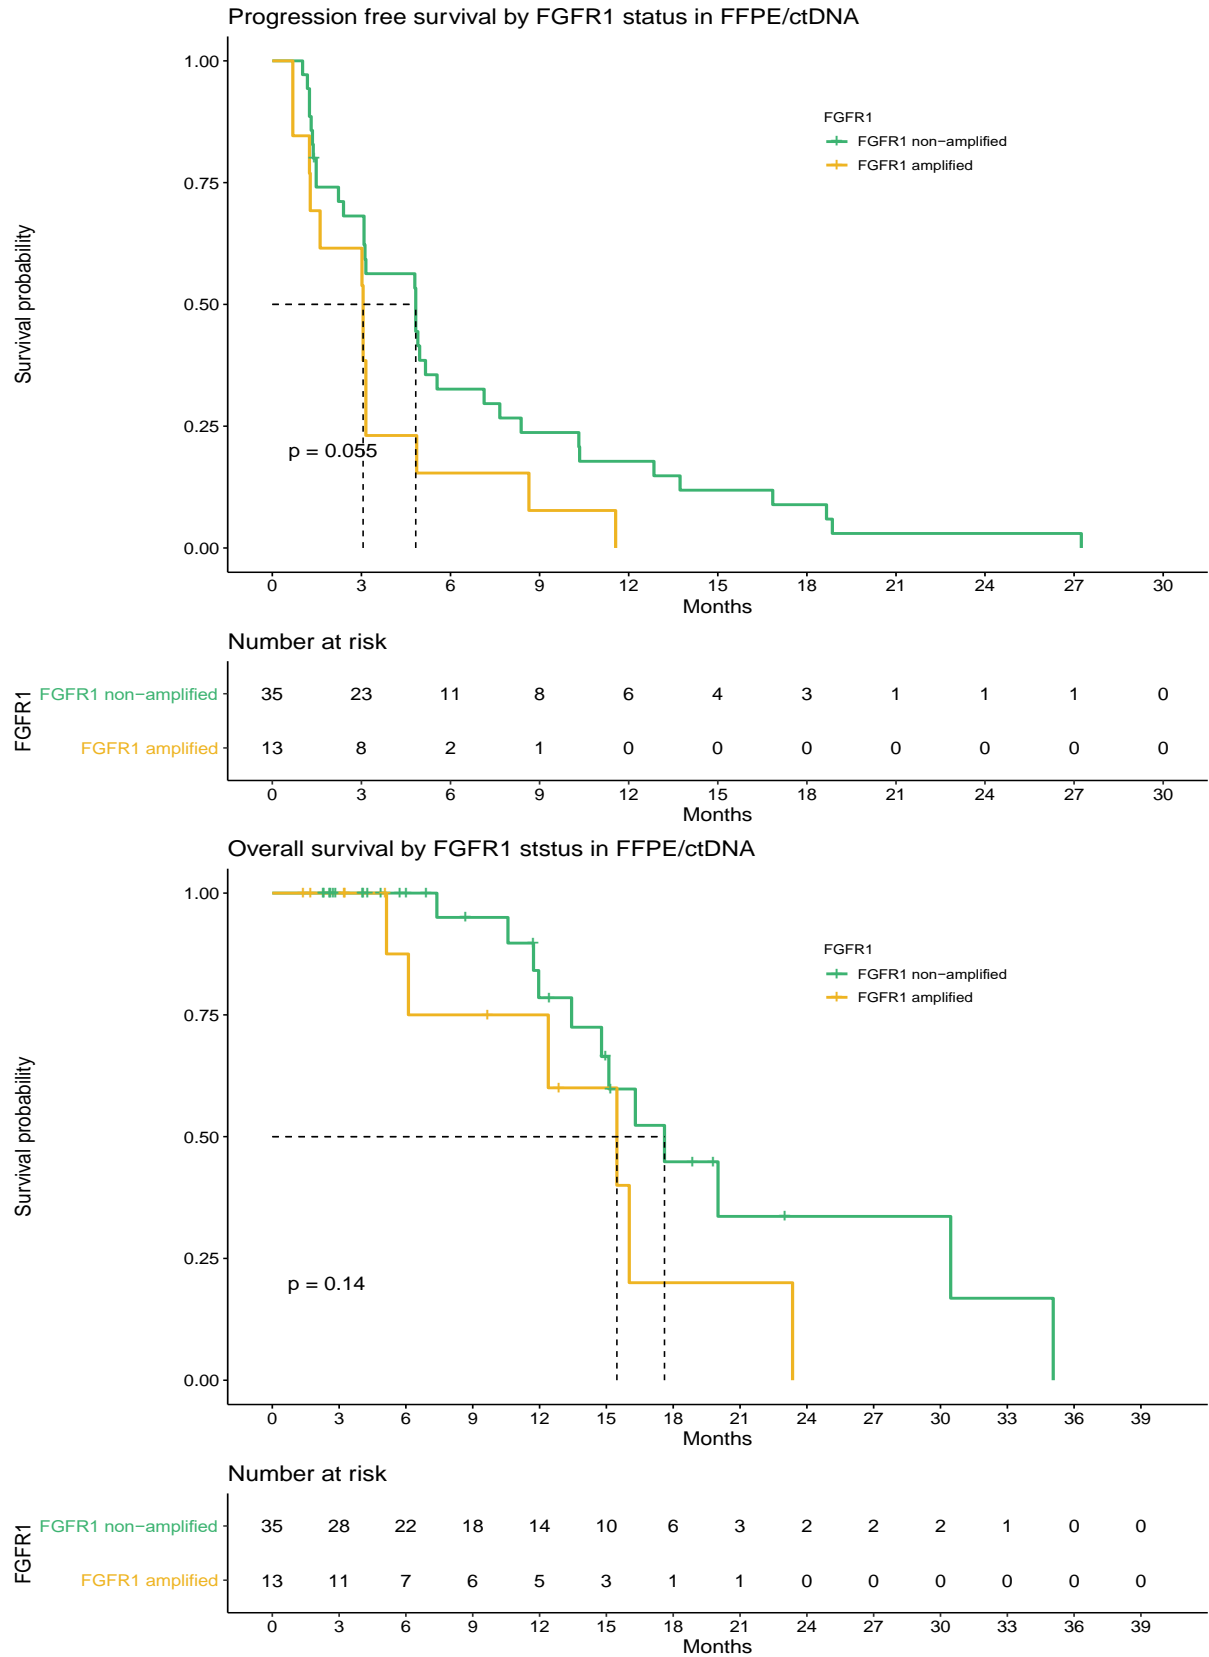 Progression free survival by FGFR1 status in FFPE/ctDNA
Survival probability
1.00
0.75
0.50
0.25
0.00
FGFR1
FGFR1 non−amplified
FGFR1 amplified
p = 0.055
0 3 6 9 12 15 18 21 24 27 30
Months
Number at risk
FGFR1
FGFR1 non−amplified 35 23 11 8 6 4 3 1 1 1 0
FGFR1 amplified 13 8 2 1 0 0 0 0 0 0 0
0 3 6 9 12 15 18 21 24 27 30
Months
Overall survival by FGFR1 ststus in FFPE/ctDNA
Survival probability
1.00
0.75
0.50
0.25
0.00
FGFR1
FGFR1 non−amplified
FGFR1 amplified
p = 0.14
0 3 6 9 12 15 18 21 24 27 30 33 36 39
Months
Number at risk
FGFR1
FGFR1 non−amplified 35 28 22 18 14 10 6 3 2 2 2 1 0 0
FGFR1 amplified 13 11 7 6 5 3 1 1 0 0 0 0 0 0
0 3 6 9 12 15 18 21 24 27 30 33 36 39
Months